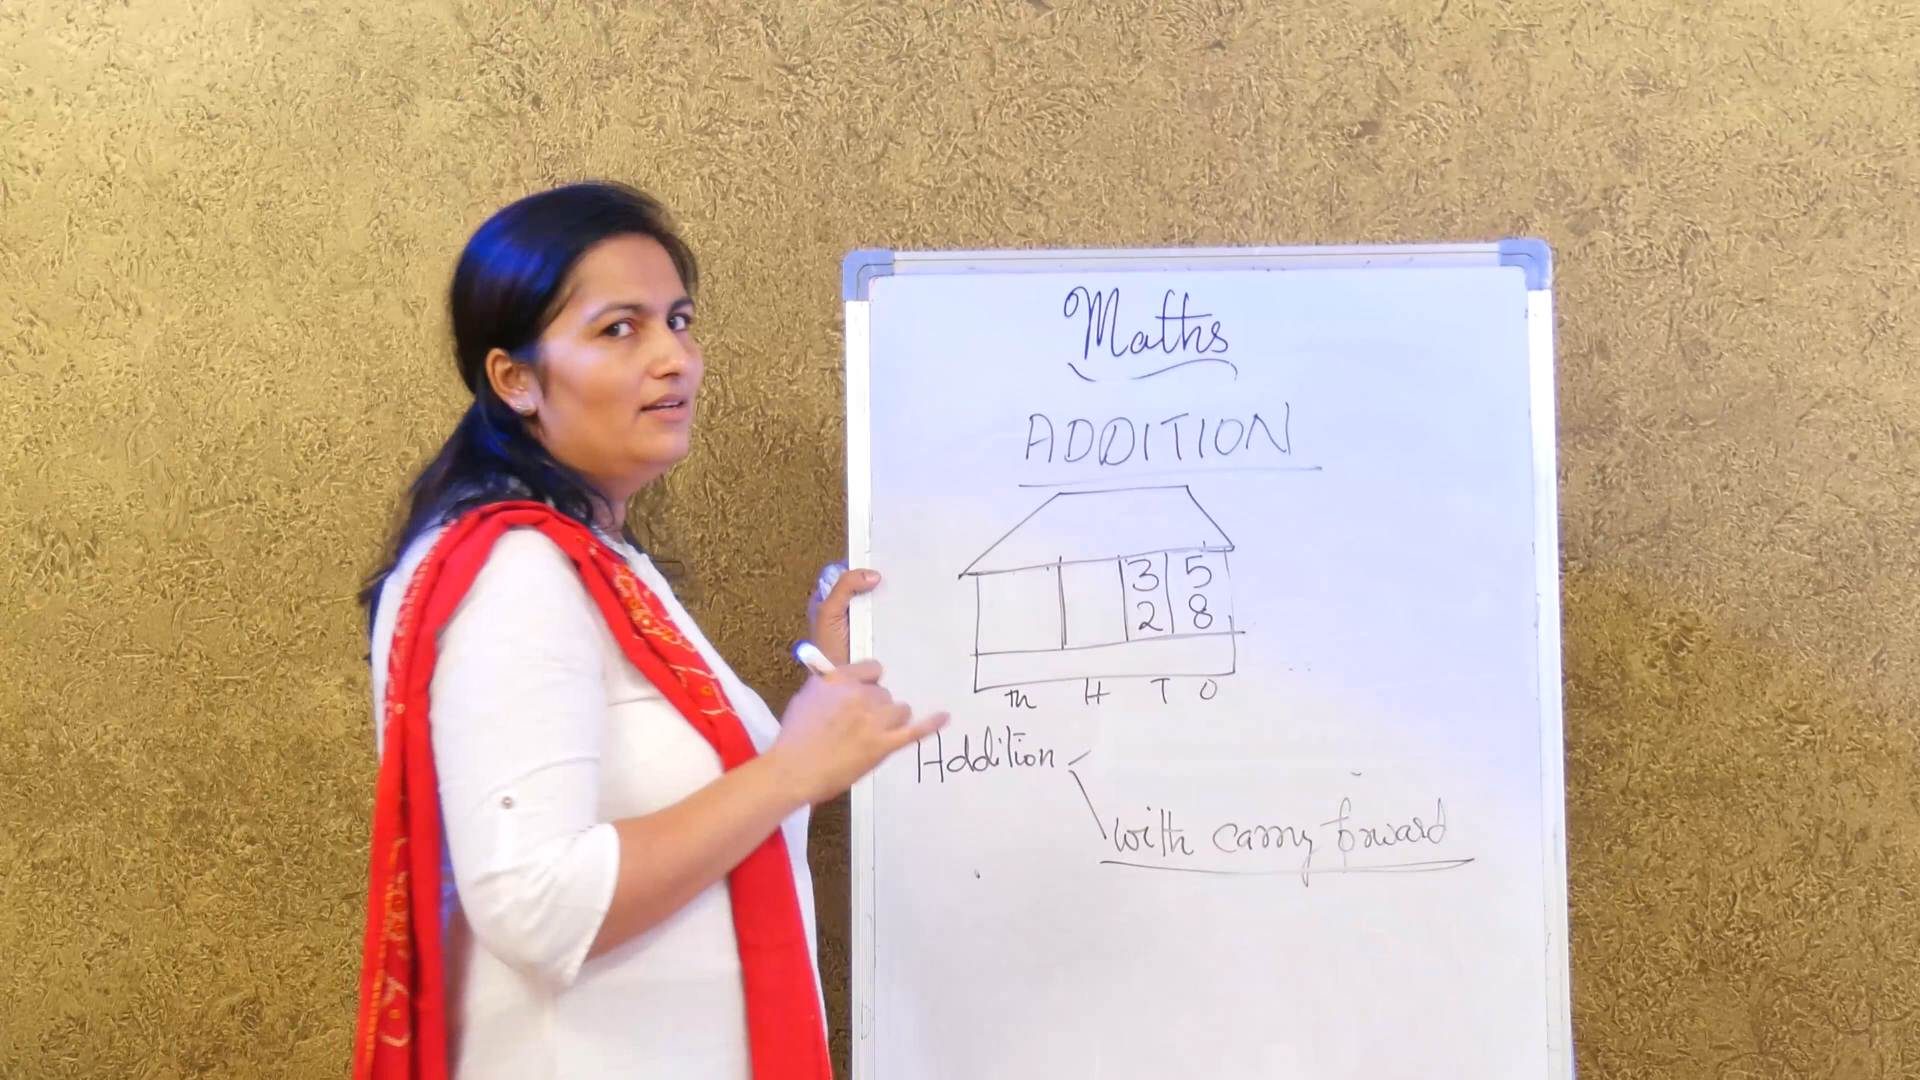 Maths
ADDITION
3 5
2 8
Th H T O
Addition
with carry forward